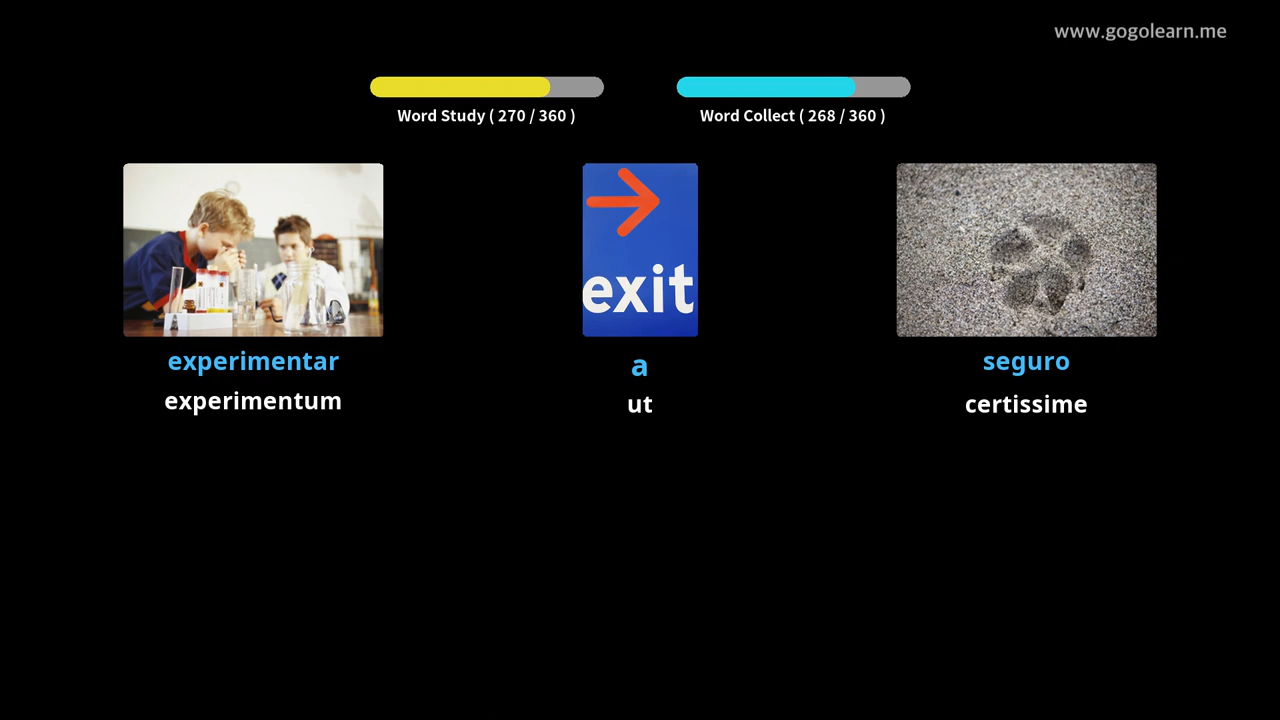 www.gogolearn.me
Word Study ( 270 / 360 )
Word Collect ( 268 / 360 )
exit
experimentar
a
seguro
experimentum
ut
certissime